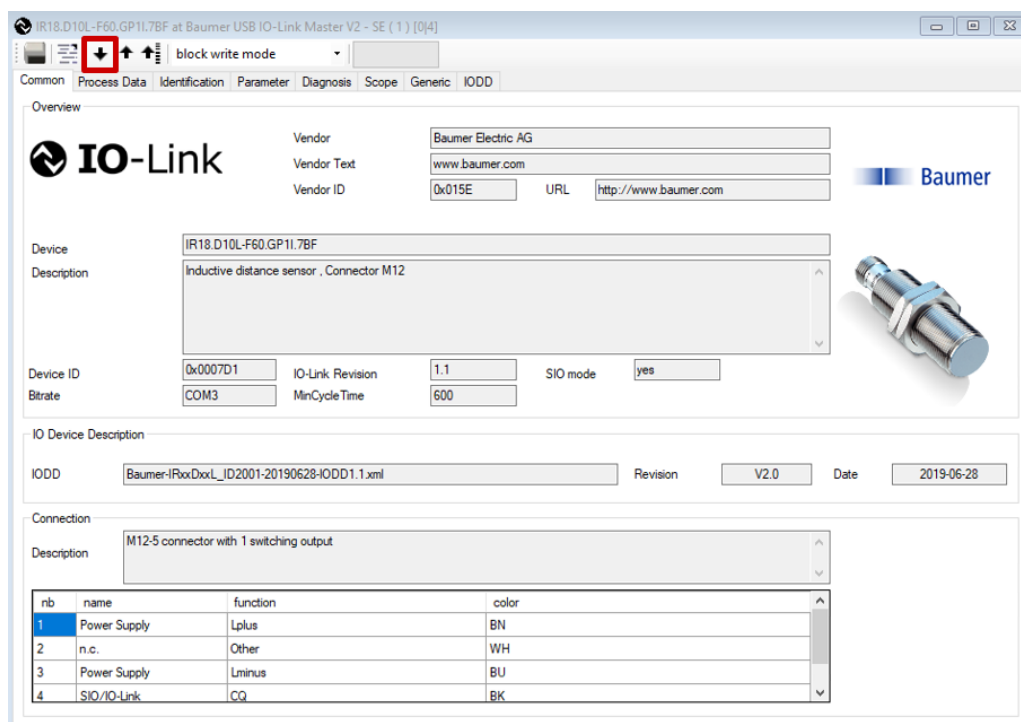 IR18.D10L-F60.GP1I.7BF at Baumer USB IO-Link Master V2 - SE ( 1 ) [0|4]
block write mode
Common Process Data Identification Parameter Diagnosis Scope Generic IODD
Overview
IO-Link
Vendor Baumer Electric AG
Vendor Text www.baumer.com
Vendor ID 0x015E URL http://www.baumer.com
Baumer
Device IR18.D10L-F60.GP1I.7BF
Description Inductive distance sensor , Connector M12
Device ID 0x0007D1 IO-Link Revision 1.1 SIO mode yes
Bitrate COM3 MinCycleTime 600
IO Device Description
IODD Baumer-IRxxDxxL_ID2001-20190628-IODD1.1.xml Revision V2.0 Date 2019-06-28
Connection
Description M12-5 connector with 1 switching output
nb name function color
1 Power Supply Lplus BN
2 n.c. Other WH
3 Power Supply Lminus BU
4 SIO/IO-Link CQ BK